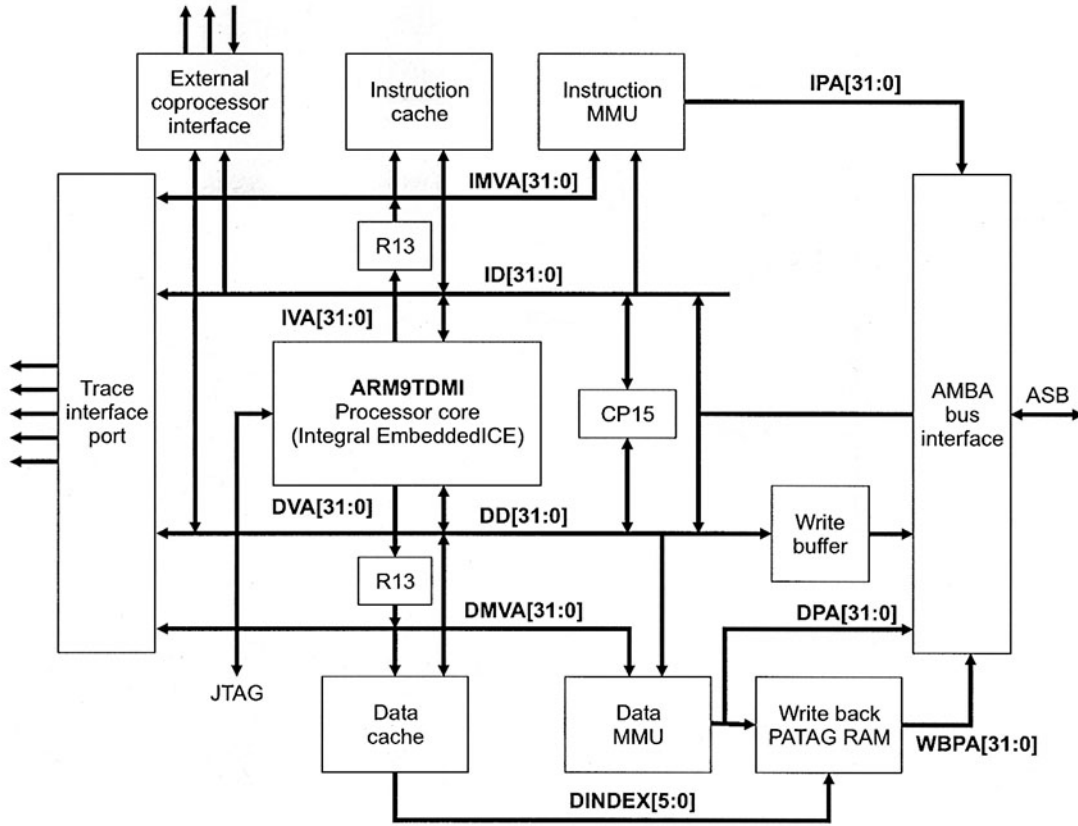 External
coprocessor
interface
Instruction
cache
Instruction
MMU
IPA[31:0]
IMVA[31:0]
R13
ID[31:0]
IVA[31:0]
Trace
interface
port
ARM9TDMI
Processor core
(Integral EmbeddedICE)
CP15
AMBA
bus
interface
ASB
DVA[31:0]
DD[31:0]
Write
buffer
R13
DMVA[31:0]
DPA[31:0]
JTAG
Data
cache
Data
MMU
Write back
PATAG RAM
WBPA[31:0]
DINDEX[5:0]